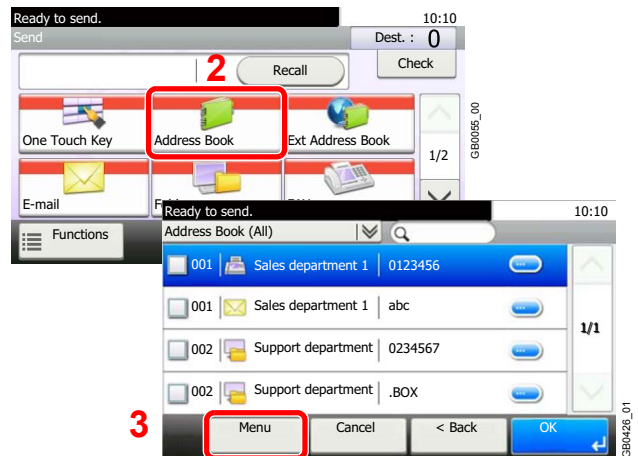 Ready to send. 10:10
Send Dest. : 0
2 Recall Check
One Touch Key Address Book Ext Address Book
1/2
E-mail
Functions
GB0055_00
Ready to send. 10:10
Address Book (All)
001 Sales department 1 0123456
001 Sales department 1 abc
1/1
002 Support department 0234567
002 Support department .BOX
3 Menu Cancel < Back OK
GB0426_01